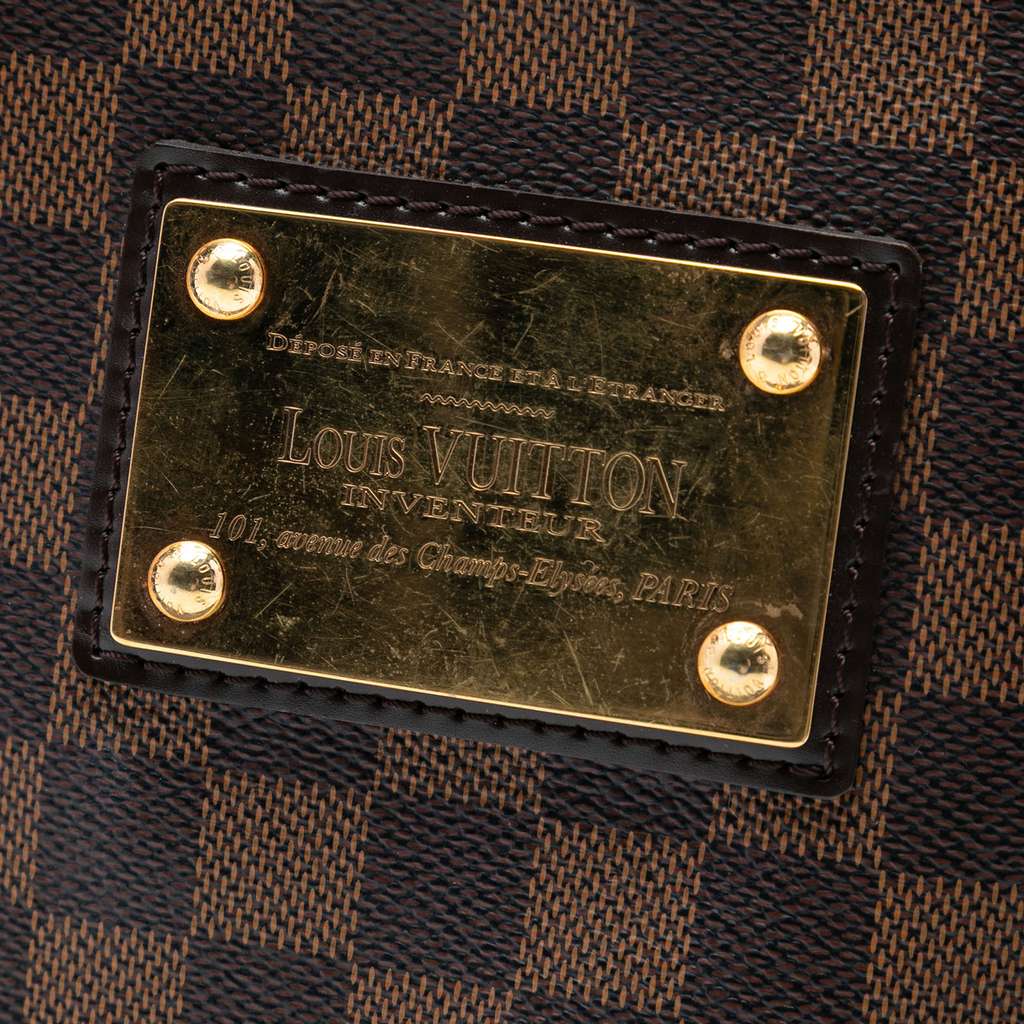 DÉPOSÉ EN FRANCE ET À L'ETRANGER
LOUIS VUITTON
INVENTEUR
101, avenue des Champs-Elysées, PARIS